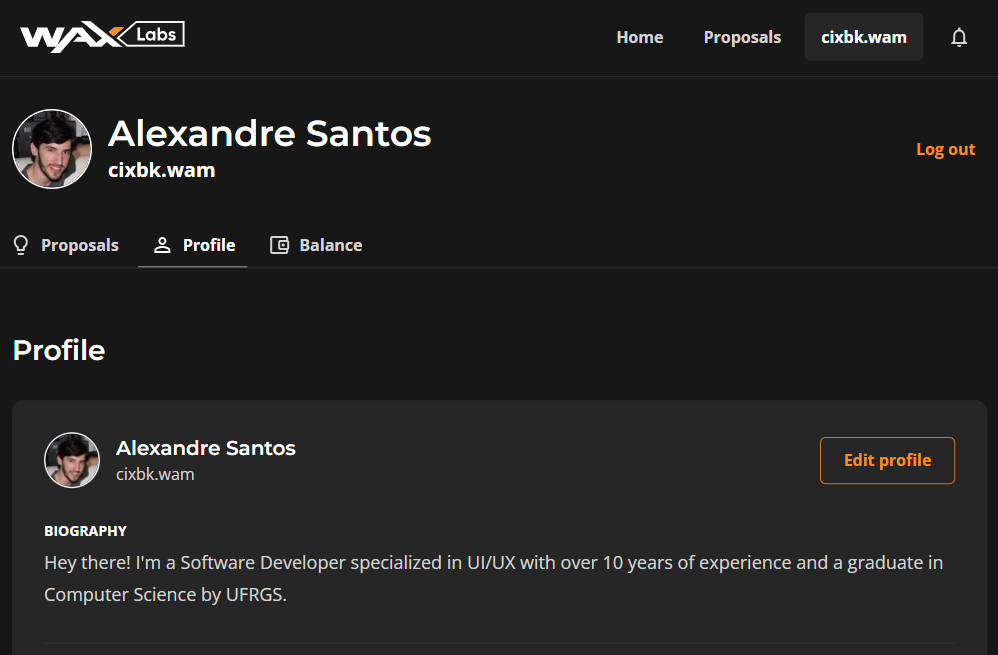 WAX Labs
Home
Proposals
cixbk.wam
Alexandre Santos
cixbk.wam
Log out
Proposals
Profile
Balance
Profile
Alexandre Santos
cixbk.wam
Edit profile
BIOGRAPHY
Hey there! I'm a Software Developer specialized in UI/UX with over 10 years of experience and a graduate in
Computer Science by UFRGS.